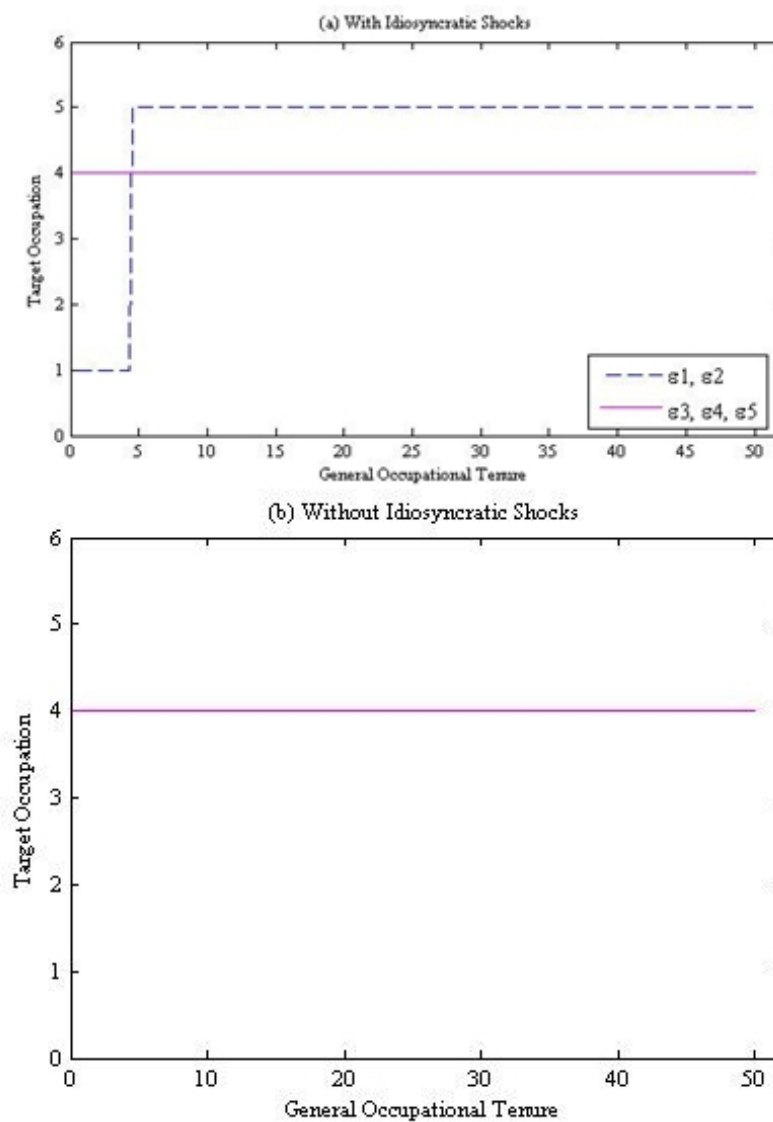 (a) With Idiosyncratic Shocks
6
5
4
3
2
1
0
Target Occupation
ε1, ε2
ε3, ε4, ε5
0 5 10 15 20 25 30 35 40 45 50
General Occupational Tenure
(b) Without Idiosyncratic Shocks
6
5
4
3
2
1
0
Target Occupation
0 10 20 30 40 50
General Occupational Tenure